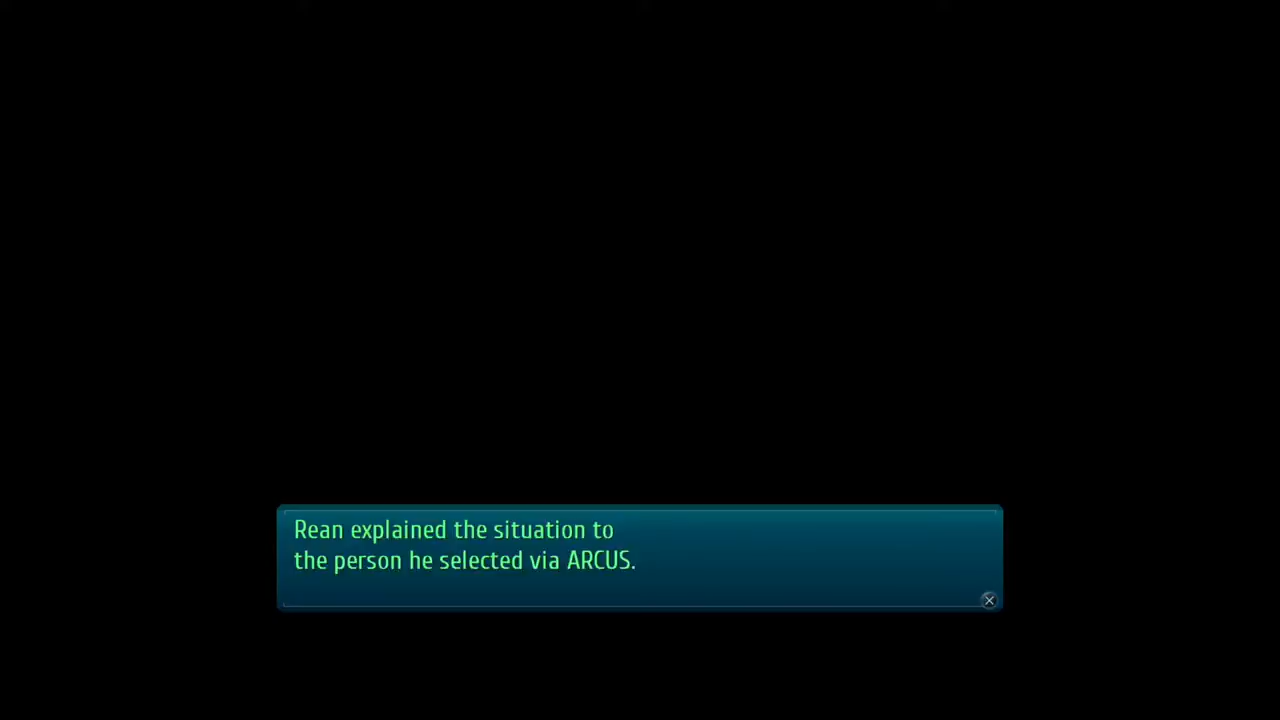 Rean explained the situation to
the person he selected via ARCUS.